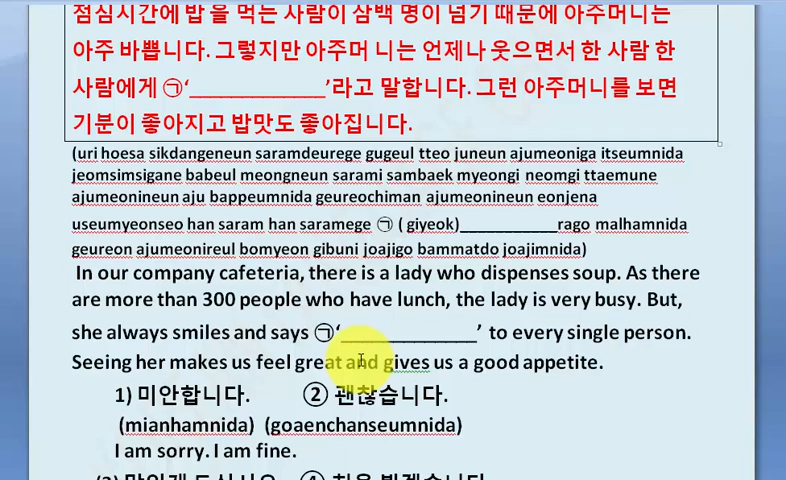 점심시간에 밥 을 먹는 사람이 삼백 명이 넘기 때문에 아주머니는
아주 바쁩니다. 그렇지만 아주머 니는 언제나 웃으면서 한 사람 한
사람에게 ㉠‘______________’라고 말합니다. 그런 아주머니를 보면
기분이 좋아지고 밥맛도 좋아집니다.
(uri hoesa sikdangeneun saramdeurege gugeul tteo juneun ajumeoniga itseumnida
jeomsimsigane babeul meongneun sarami sambaek myeongi neomgi ttaemune
ajumeonineun aju bappeumnida geureochiman ajumeonineun eonjena
useumyeonseo han saram han saramege ㉠ ( giyeok)___________rago malhamnida
geureon ajumeonireul bomyeon gibuni joajigo bammatdo joajimnida)
In our company cafeteria, there is a lady who dispenses soup. As there
are more than 300 people who have lunch, the lady is very busy. But,
she always smiles and says ㉠‘______________’ to every single person.
Seeing her makes us feel great and gives us a good appetite.
1) 미안합니다. ② 괜찮습니다.
(mianhamnida) (goaenchanseumnida)
I am sorry. I am fine.